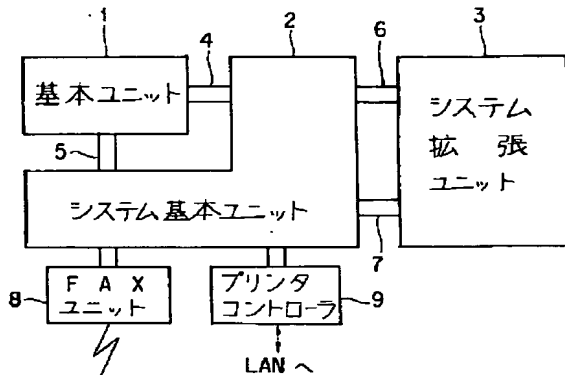 1
4
2
6
3
基本ユニット
システム
拡張
ユニット
5
システム基本ユニット
7
8
FAX
ユニット
プリンタ
コントローラ
9
LANへ